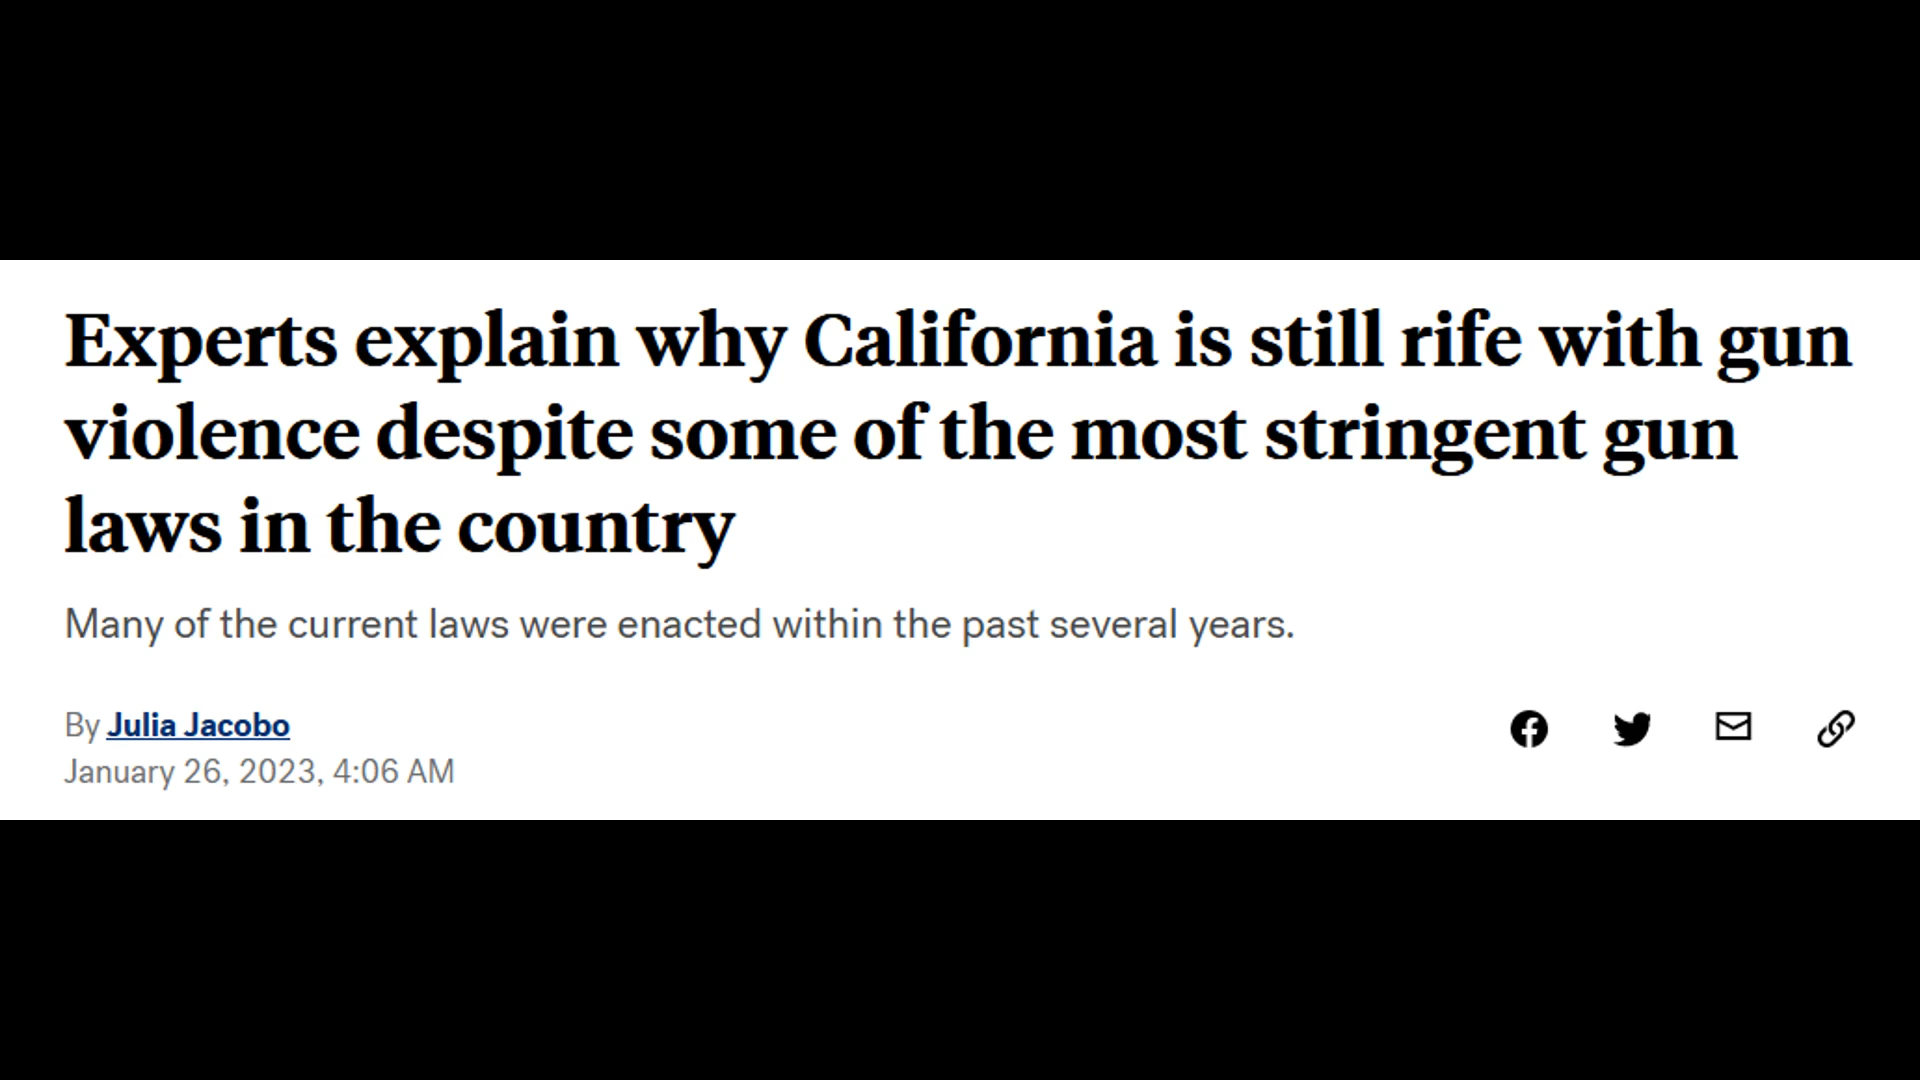 Experts explain why California is still rife with gun
violence despite some of the most stringent gun
laws in the country
Many of the current laws were enacted within the past several years.
By Julia Jacobo
January 26, 2023, 4:06 AM